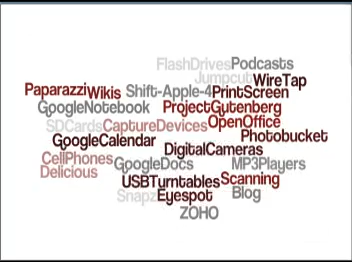 FlashDrives Podcasts
Jumpcut WireTap
Paparazzi Wikis Shift-Apple-4 PrintScreen
GoogleNotebook ProjectGutenberg
SDCards CaptureDevices OpenOffice
GoogleCalendar Photobucket
DigitalCameras
CellPhones GoogleDocs MP3Players
Delicious
USBTurntables Scanning
Snapz Eyespot Blog
ZOHO